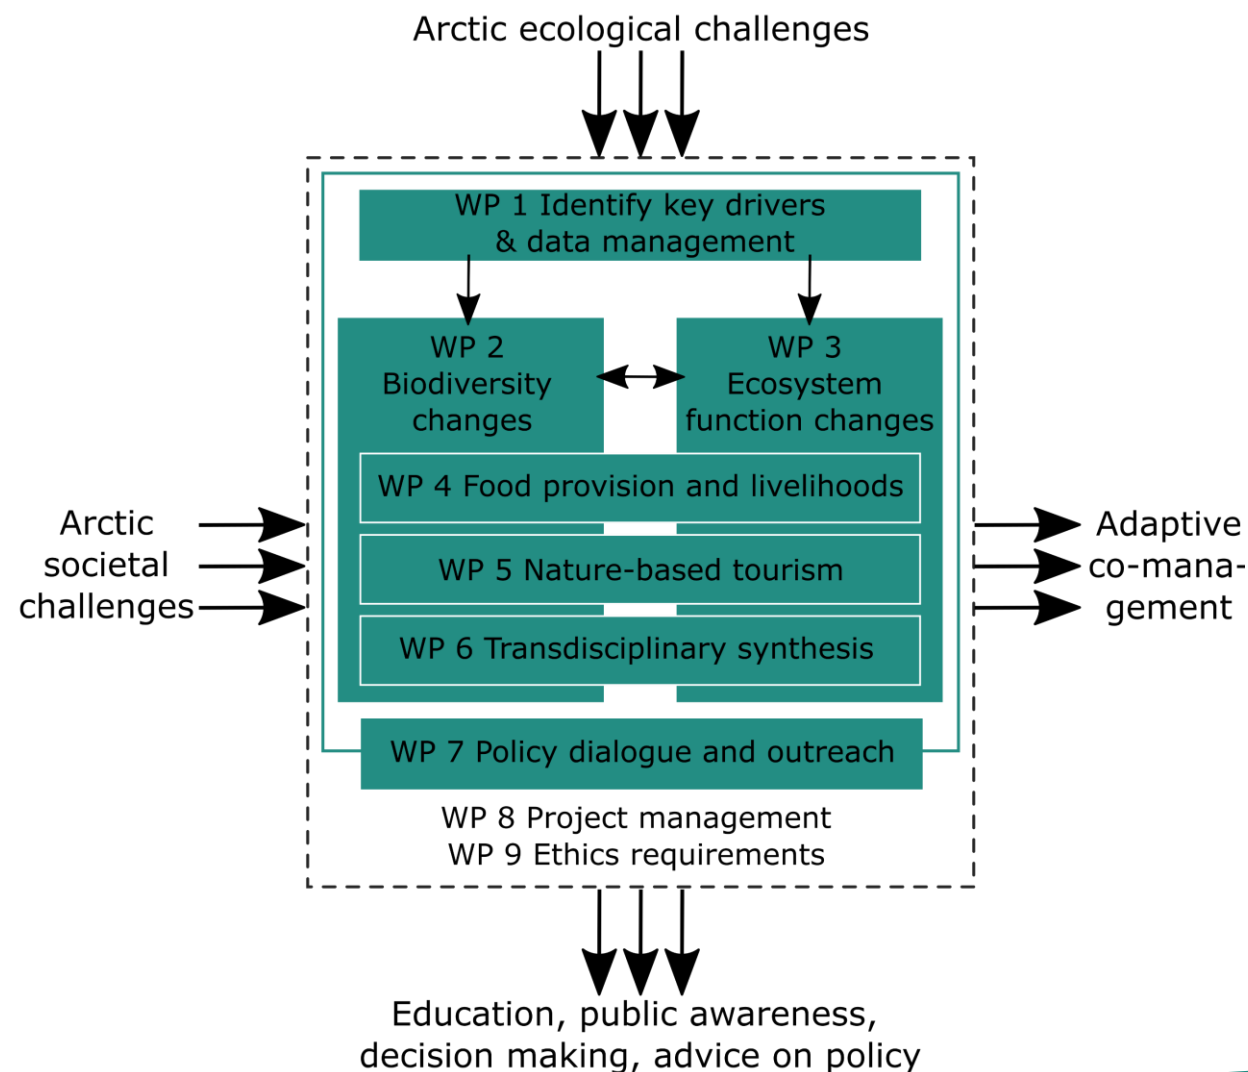 Arctic ecological challenges
WP 1 Identify key drivers
& data management
WP 2
Biodiversity
changes
WP 3
Ecosystem
function changes
WP 4 Food provision and livelihoods
WP 5 Nature-based tourism
WP 6 Transdisciplinary synthesis
Arctic
societal
challenges
Adaptive
co-mana-
gement
WP 7 Policy dialogue and outreach
WP 8 Project management
WP 9 Ethics requirements
Education, public awareness,
decision making, advice on policy